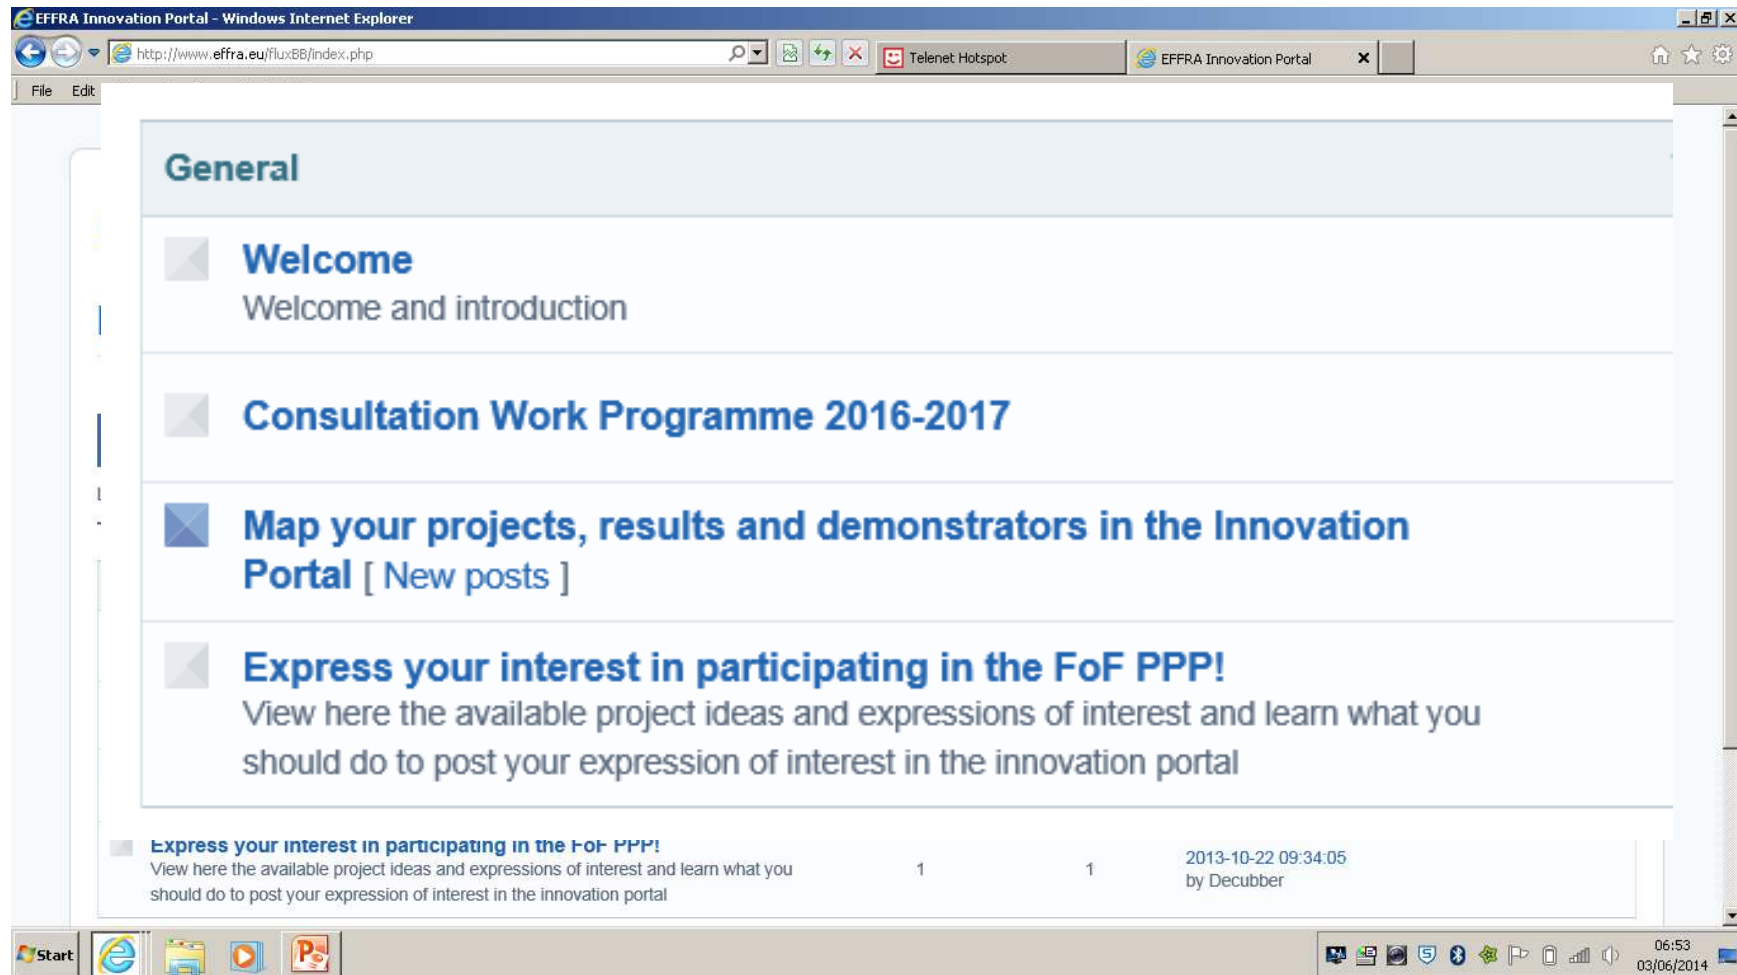 EFFRA Innovation Portal - Windows Internet Explorer
http://www.effra.eu/fluxBB/index.php
Telenet Hotspot
EFFRA Innovation Portal
File Edit
General
Welcome
Welcome and introduction
Consultation Work Programme 2016-2017
Map your projects, results and demonstrators in the Innovation
Portal [ New posts ]
Express your interest in participating in the FoF PPP!
View here the available project ideas and expressions of interest and learn what you
should do to post your expression of interest in the innovation portal
Express your interest in participating in the FoF PPP!
View here the available project ideas and expressions of interest and learn what you
should do to post your expression of interest in the innovation portal
1
1
2013-10-22 09:34:05
by Decubber
Start
06:53
03/06/2014